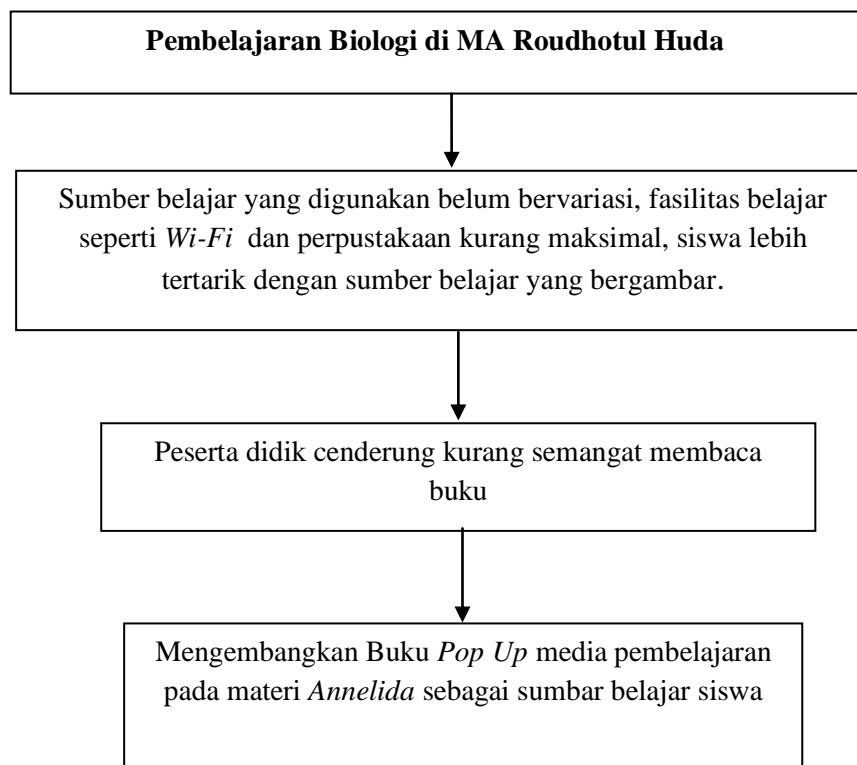 Pembelajaran Biologi di MA Roudhotul Huda
Sumber belajar yang digunakan belum bervariasi, fasilitas belajar
seperti Wi-Fi dan perpustakaan kurang maksimal, siswa lebih
tertarik dengan sumber belajar yang bergambar.
Peserta didik cenderung kurang semangat membaca
buku
Mengembangkan Buku Pop Up media pembelajaran
pada materi Annelida sebagai sumbar belajar siswa